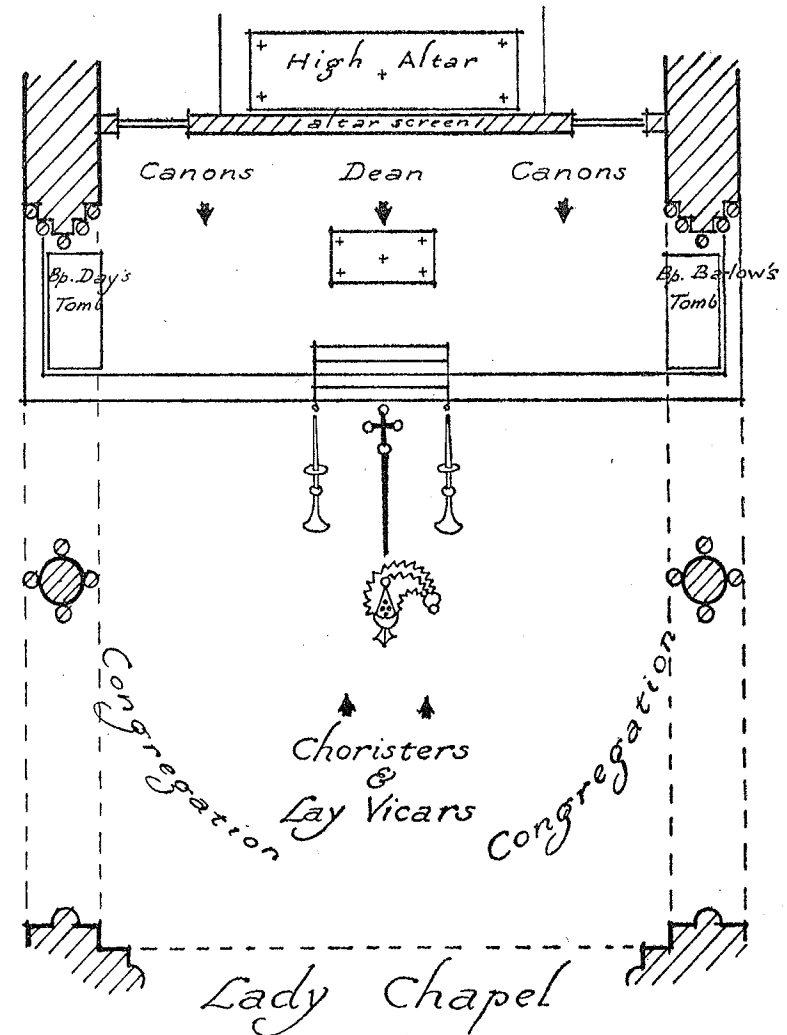 High Altar
altar screen
Canons Dean Canons
Bp. Day's
Tomb
Bp. Barlow's
Tomb
Congregation
Congregation
Choristers
&
Lay Vicars
Lady Chapel